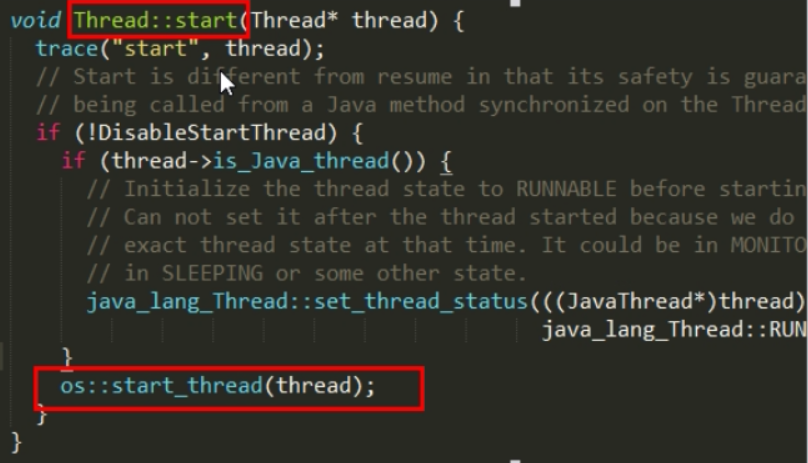 void Thread::start(Thread* thread) {
trace("start", thread);
// Start is different from resume in that its safety is guara
// being called from a Java method synchronized on the Thread
if (!DisableStartThread) {
if (thread->is_Java_thread()) {
// Initialize the thread state to RUNNABLE before startin
// Can not set it after the thread started because we do
// exact thread state at that time. It could be in MONITO
// in SLEEPING or some other state.
java_lang_Thread::set_thread_status(((JavaThread*)thread)
java_lang_Thread::RUN
}
os::start_thread(thread);
}
}